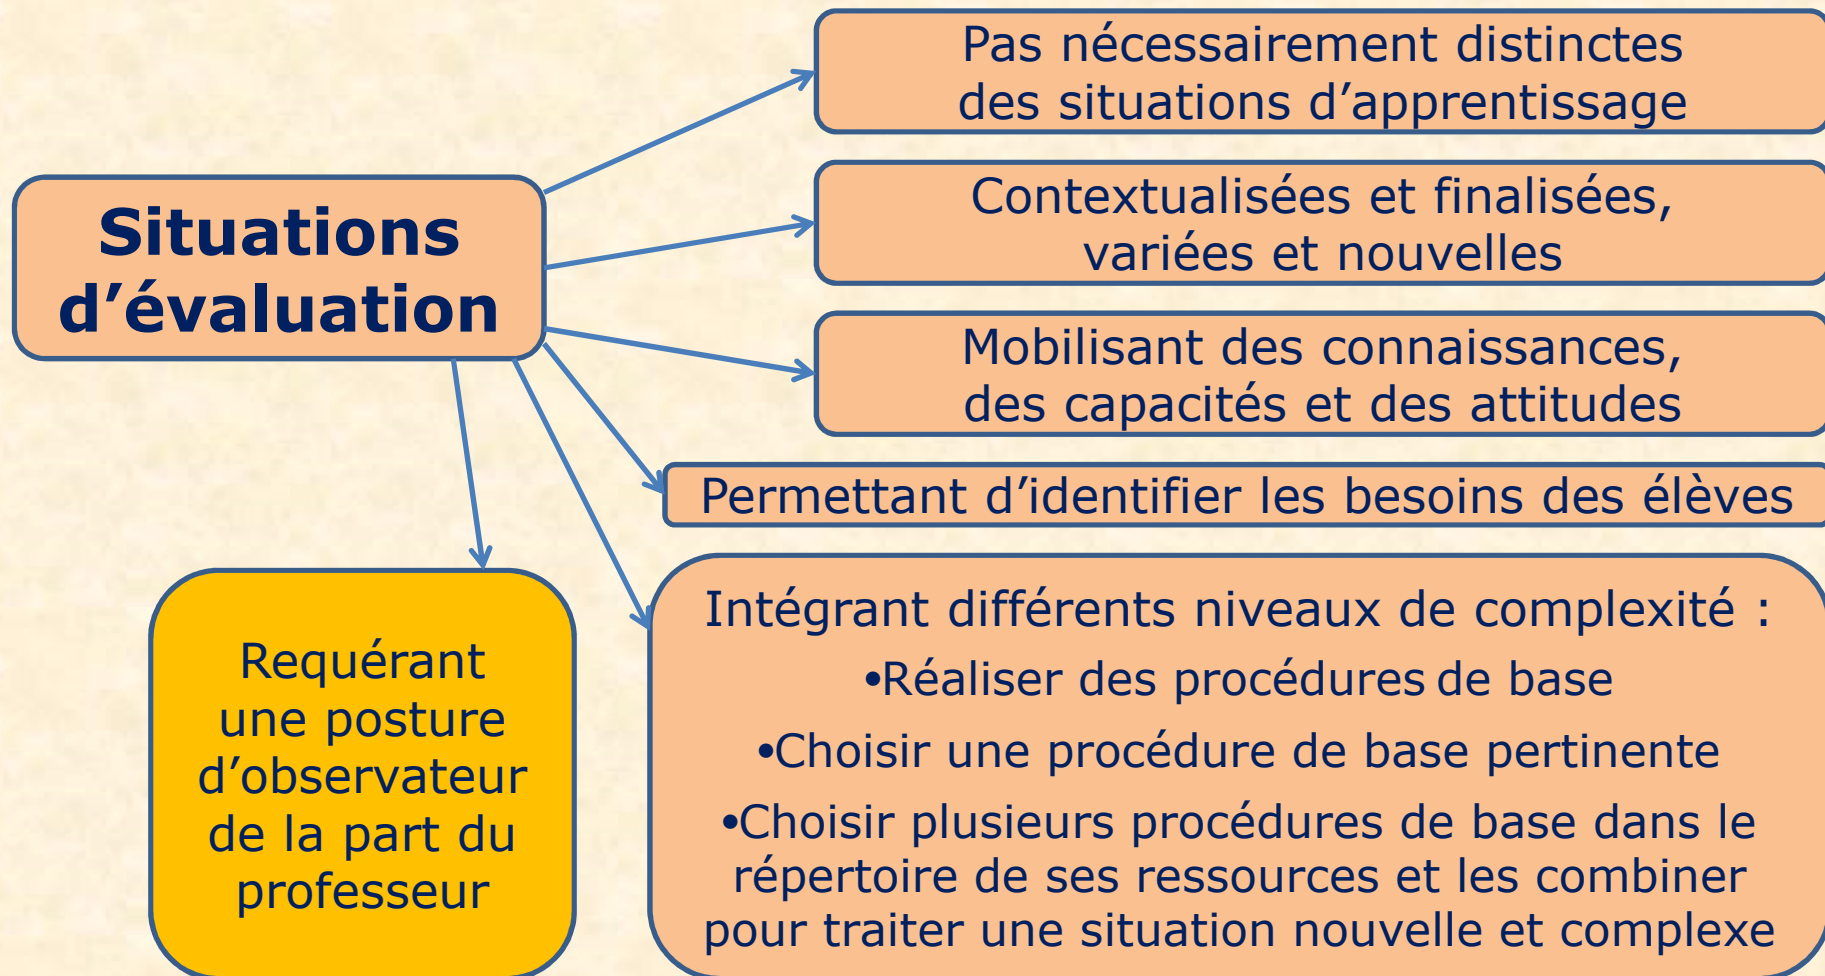 Situations
d’évaluation
Pas nécessairement distinctes
des situations d’apprentissage
Contextualisées et finalisées,
variées et nouvelles
Mobilisant des connaissances,
des capacités et des attitudes
Permettant d’identifier les besoins des élèves
Intégrant différents niveaux de complexité :
•Réaliser des procédures de base
•Choisir une procédure de base pertinente
•Choisir plusieurs procédures de base dans le
répertoire de ses ressources et les combiner
pour traiter une situation nouvelle et complexe
Requérant
une posture
d’observateur
de la part du
professeur